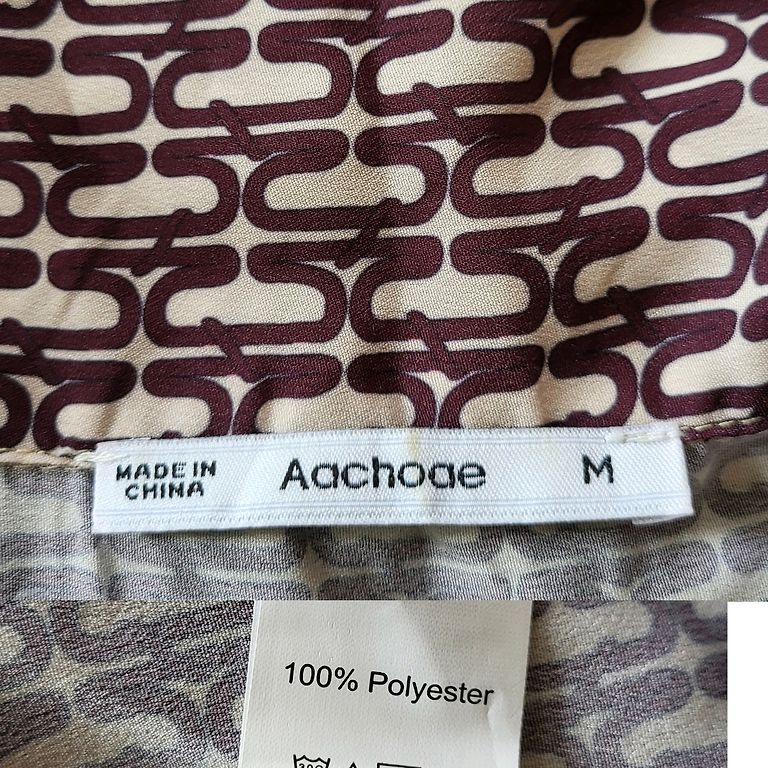 MADE IN
CHINA
Aachoae
M
100% Polyester